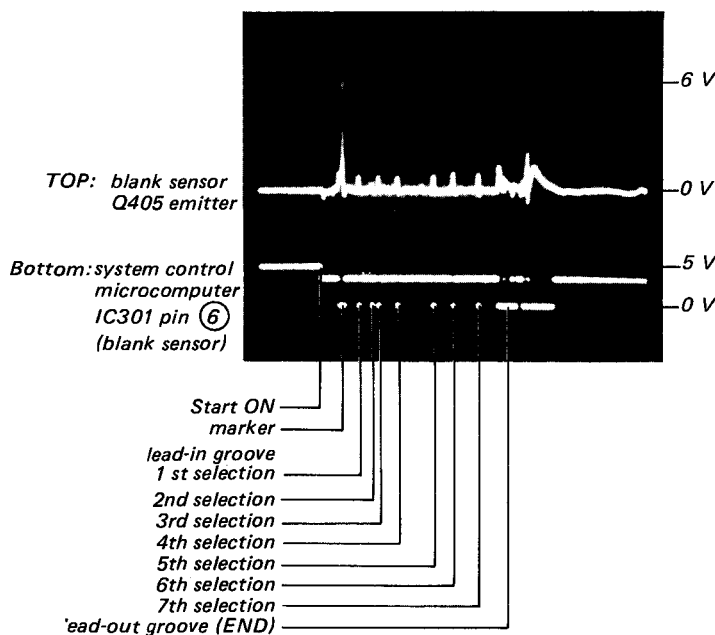 6 V
TOP: blank sensor
Q405 emitter
0 V
Bottom: system control
microcomputer
IC301 pin 6
(blank sensor)
5 V
0 V
Start ON
marker
lead-in groove
1 st selection
2nd selection
3rd selection
4th selection
5th selection
6th selection
7th selection
'ead-out groove (END)